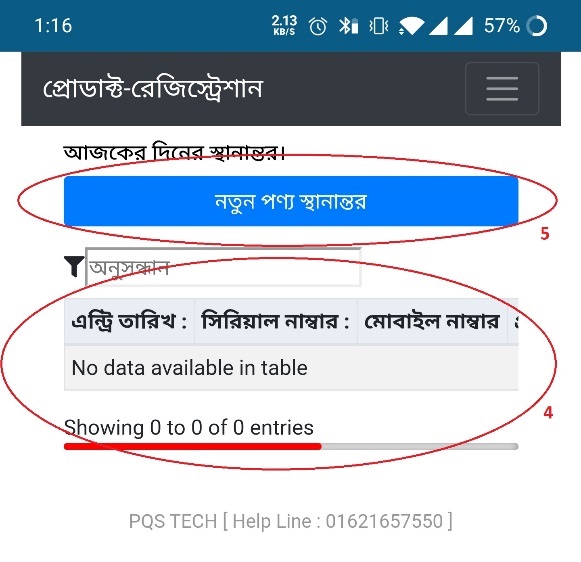 1:16 2.13 KB/S 57%
প্রোডাক্ট-রেজিস্ট্রেশান
আজকের দিনের স্থানান্তর।
নতুন পণ্য স্থানান্তর
5
অনুসন্ধান
এন্ট্রি তারিখ : সিরিয়াল নাম্বার : মোবাইল নাম্বার
No data available in table
4
Showing 0 to 0 of 0 entries
PQS TECH [ Help Line : 01621657550 ]